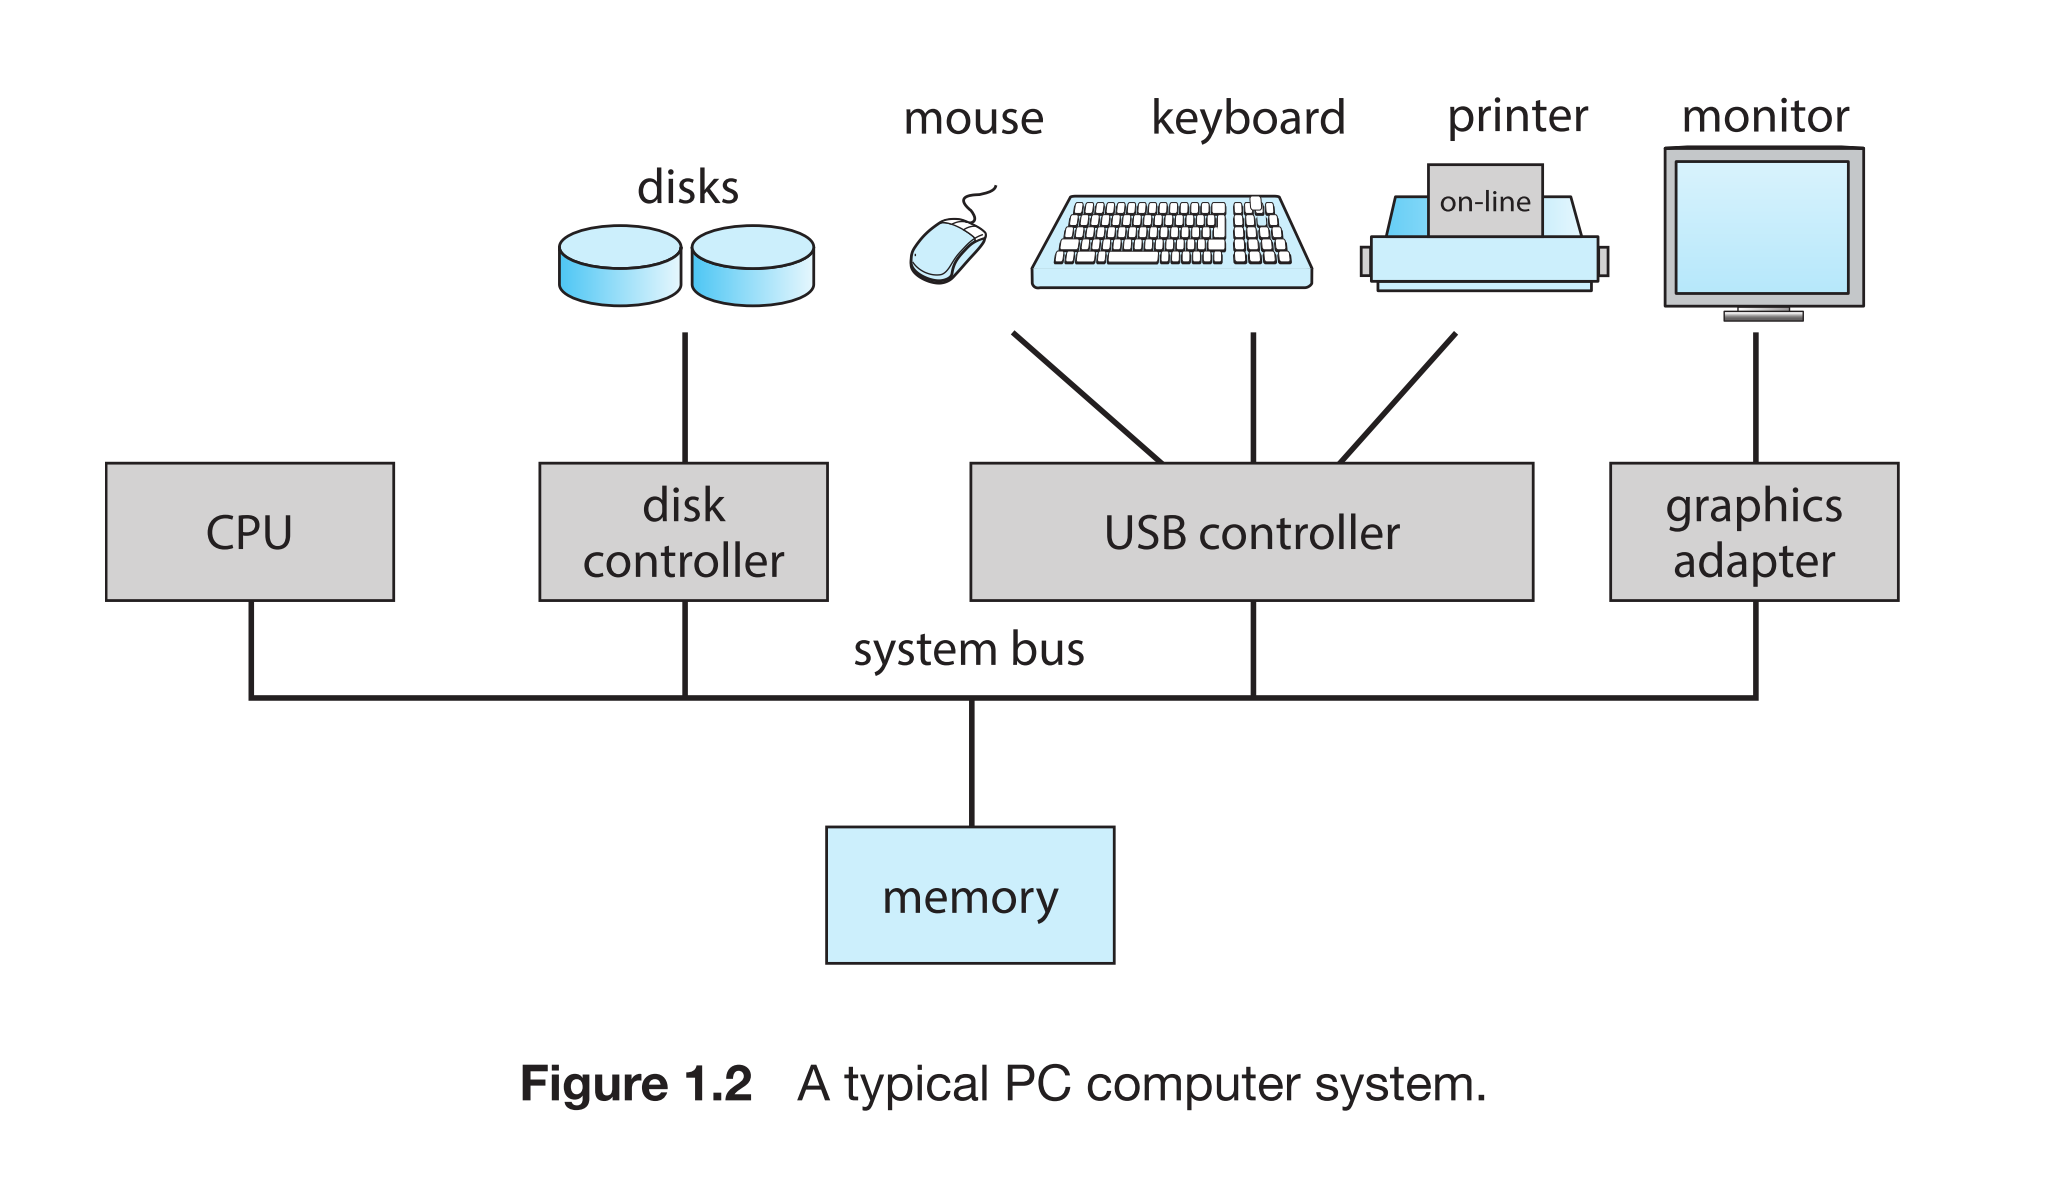 mouse
keyboard
printer
monitor
disks
on-line
CPU
disk
controller
USB controller
graphics
adapter
system bus
memory
Figure 1.2 A typical PC computer system.